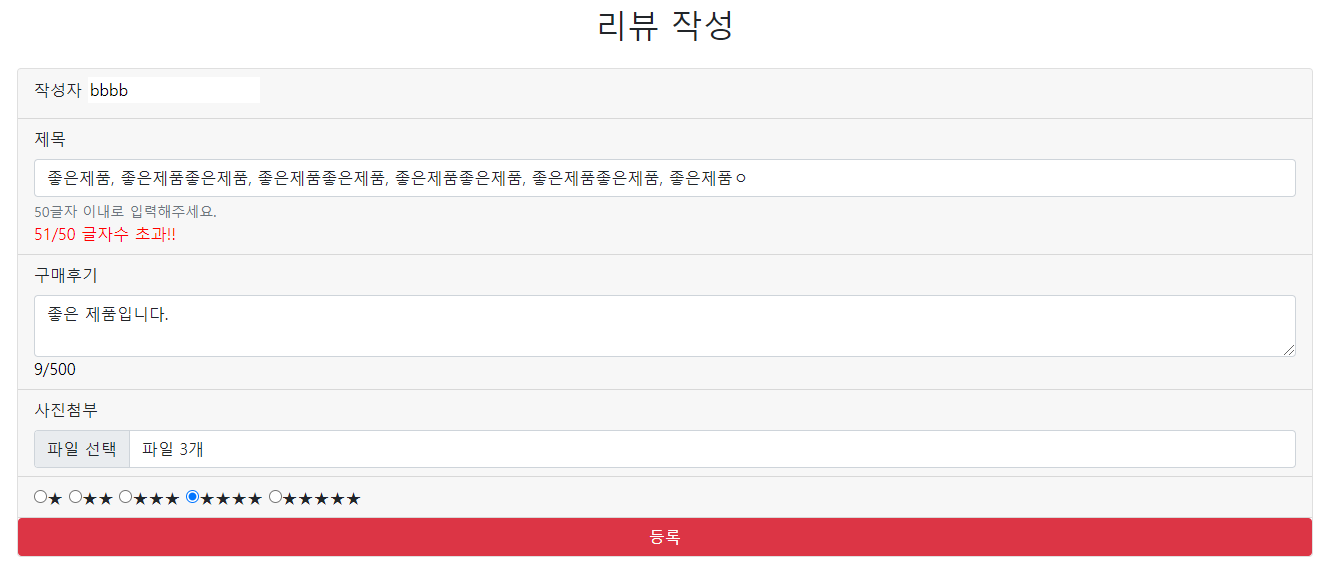 리뷰 작성
작성자 bbbb
제목
좋은제품, 좋은제품좋은제품, 좋은제품좋은제품, 좋은제품좋은제품, 좋은제품좋은제품, 좋은제품ㅇ
50글자 이내로 입력해주세요.
51/50 글자수 초과!!
구매후기
좋은 제품입니다.
9/500
사진첨부
파일 선택 파일 3개
★ ★★ ★★★ ★★★★ ★★★★★
등록